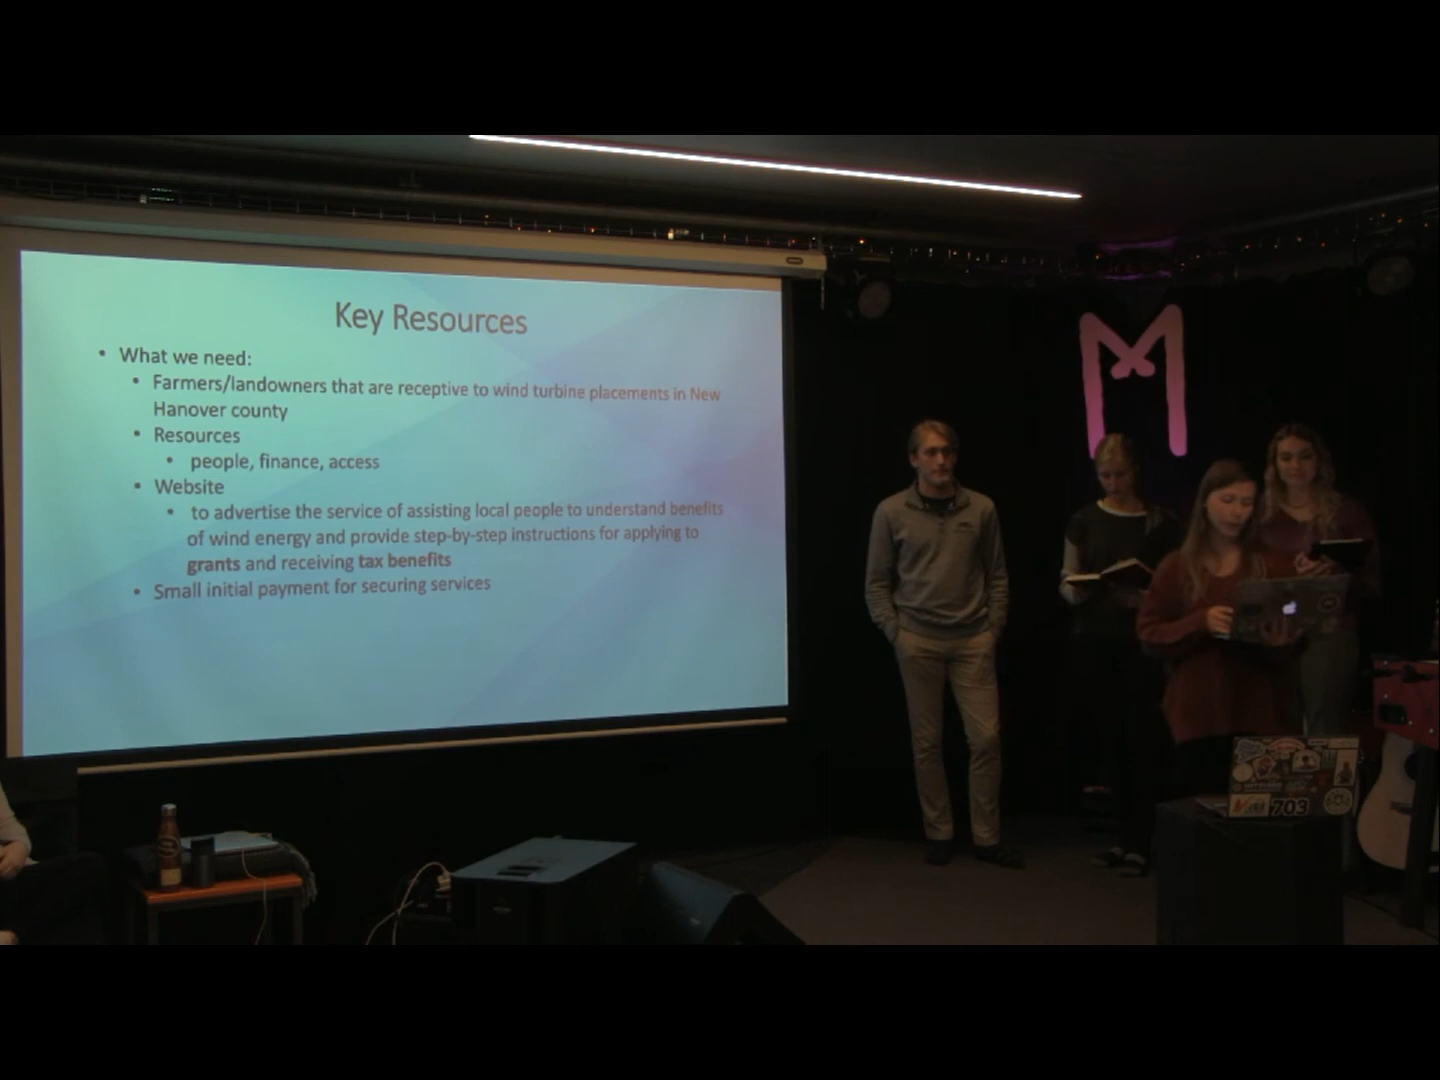 Key Resources
• What we need:
• Farmers/landowners that are receptive to wind turbine placements in New
Hanover county
• Resources
• people, finance, access
• Website
• to advertise the service of assisting local people to understand benefits
of wind energy and provide step-by-step instructions for applying to
grants and receiving tax benefits
• Small initial payment for securing services
703